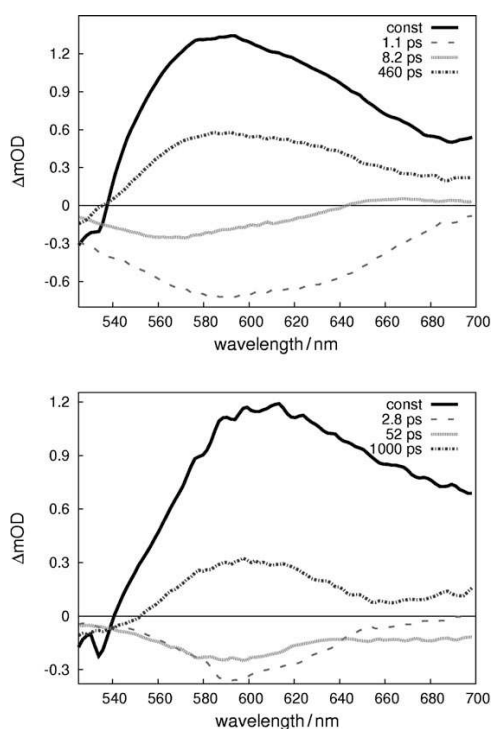 const
1.1 ps
8.2 ps
460 ps
1.2
0.9
0.6
0.3
0
-0.3
-0.6
ΔmOD
540 560 580 600 620 640 660 680 700
wavelength / nm
const
2.8 ps
52 ps
1000 ps
1.2
0.9
0.6
0.3
0
-0.3
ΔmOD
540 560 580 600 620 640 660 680 700
wavelength / nm